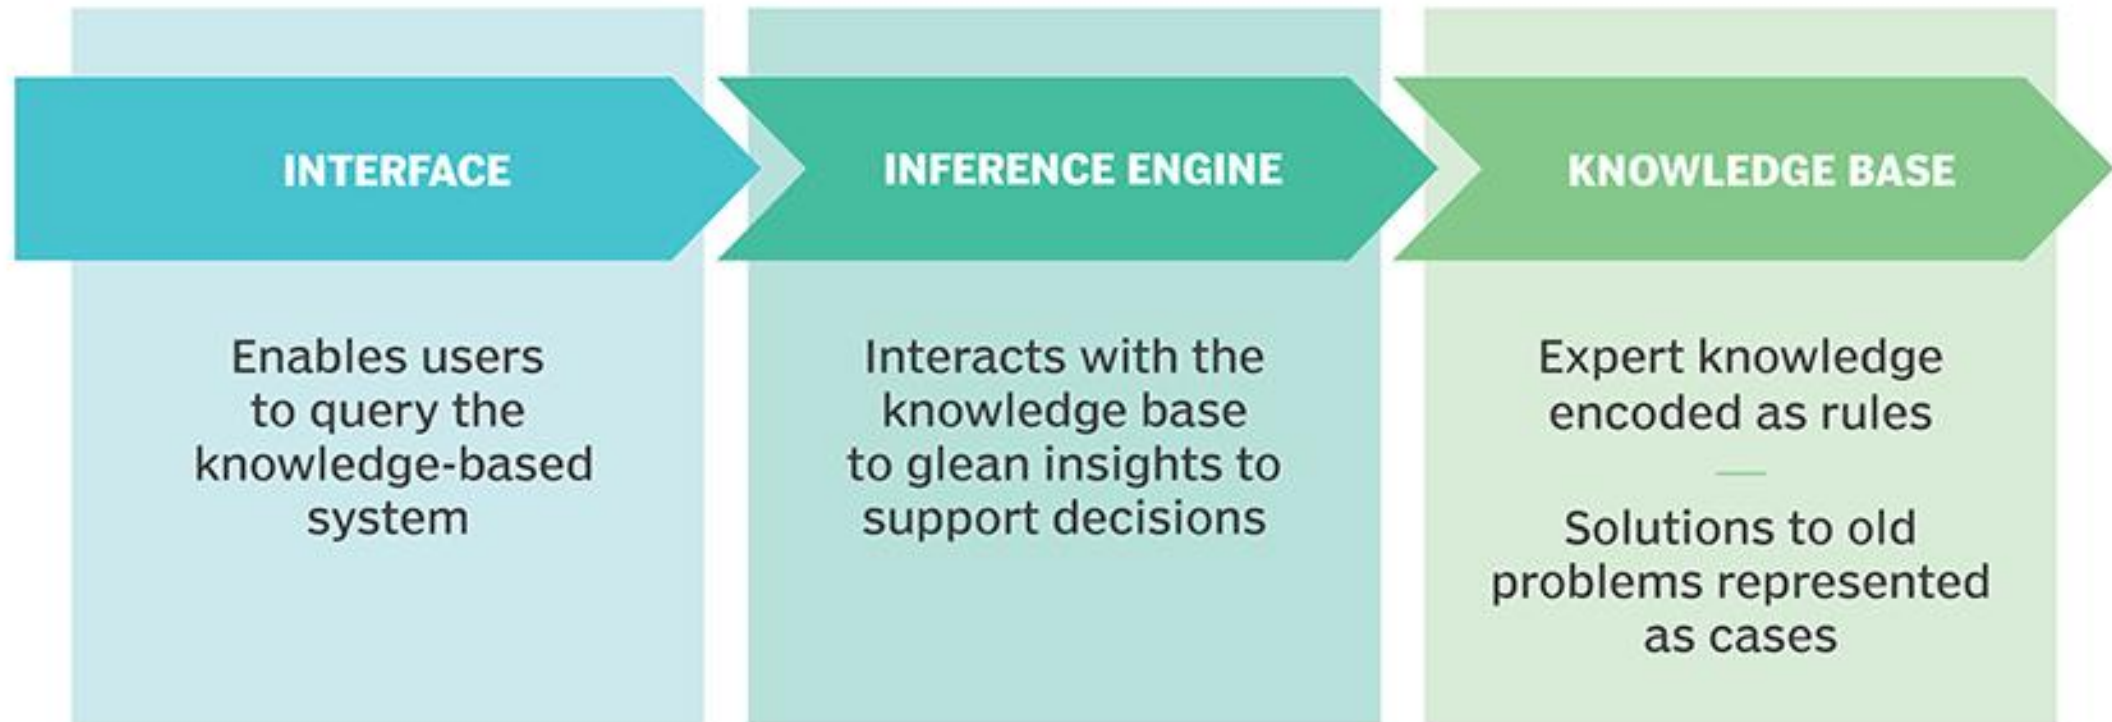 INTERFACE
Enables users
to query the
knowledge-based
system
INFERENCE ENGINE
Interacts with the
knowledge base
to glean insights to
support decisions
KNOWLEDGE BASE
Expert knowledge
encoded as rules
Solutions to old
problems represented
as cases